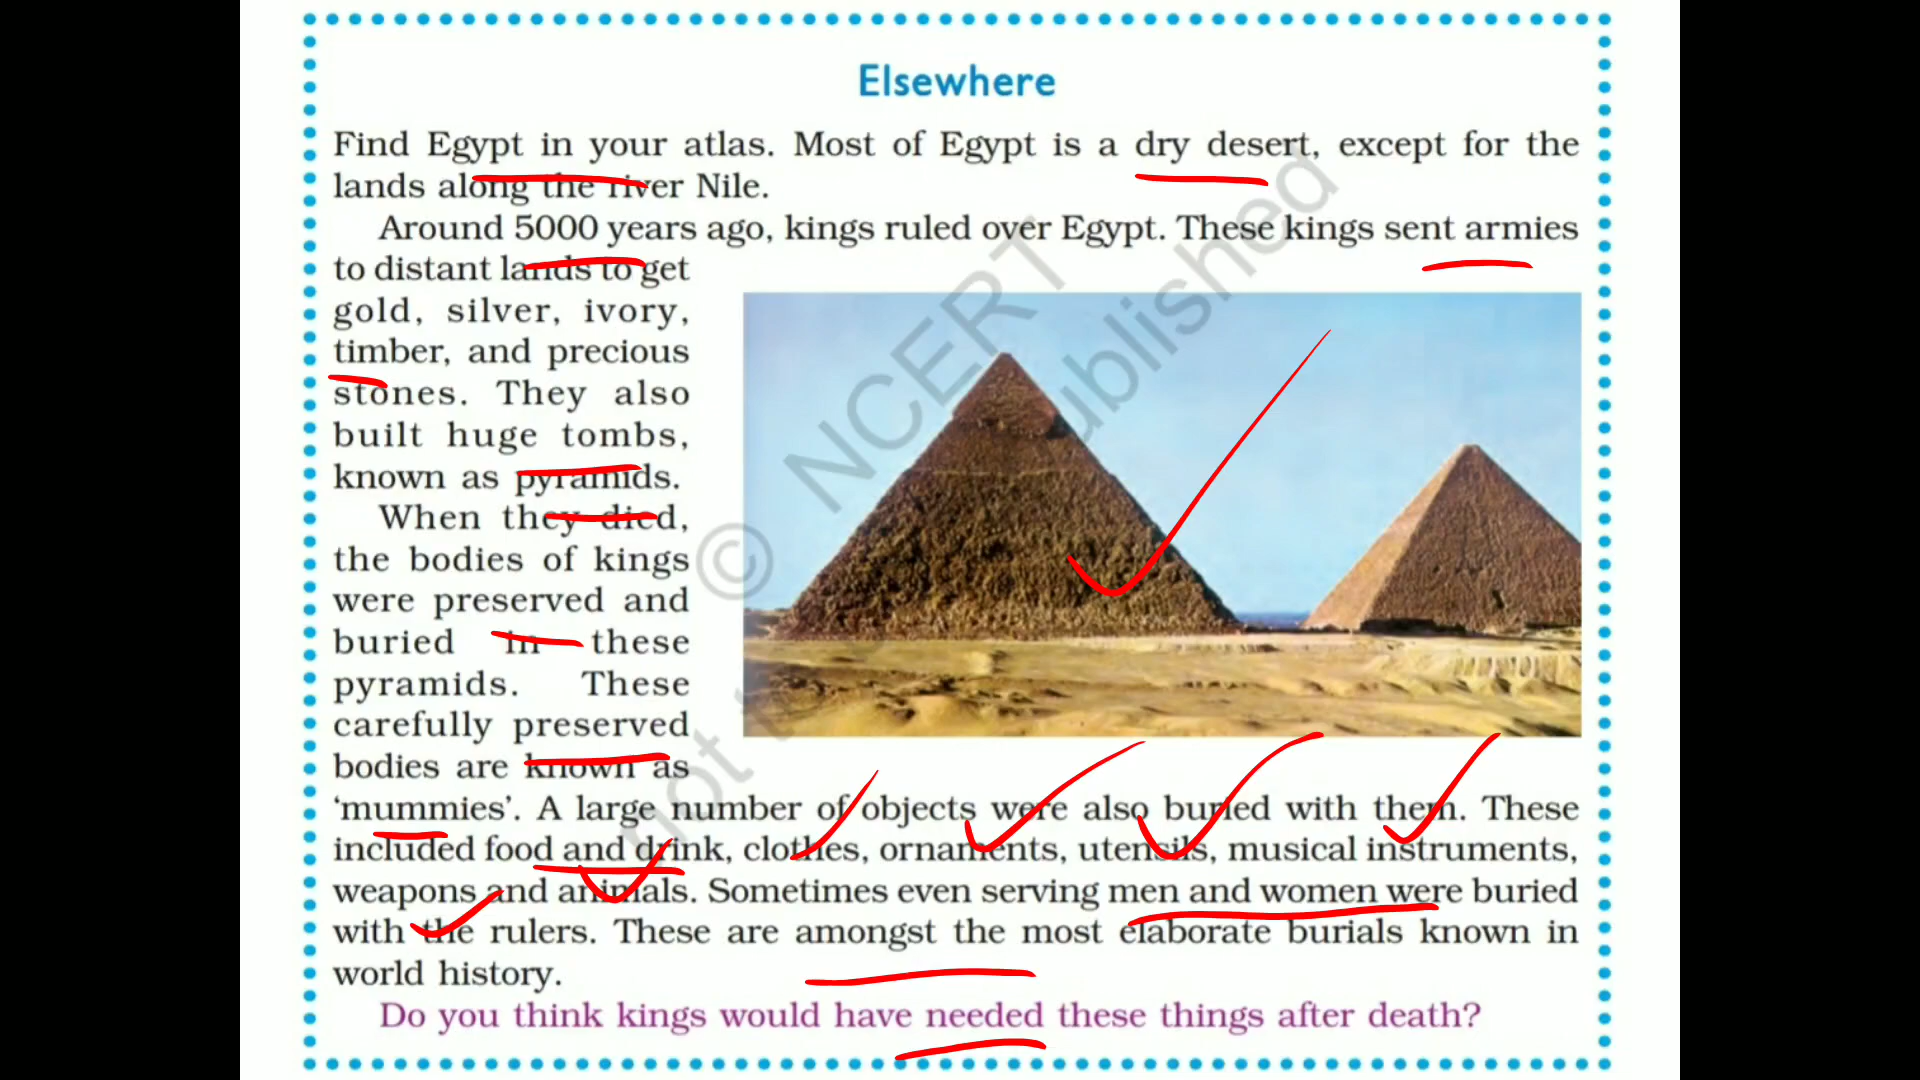 Elsewhere
Find Egypt in your atlas. Most of Egypt is a dry desert, except for the
lands along the river Nile.
Around 5000 years ago, kings ruled over Egypt. These kings sent armies
to distant lands to get
gold, silver, ivory,
timber, and precious
stones. They also
built huge tombs,
known as pyramids.
When they died,
the bodies of kings
were preserved and
buried in these
pyramids. These
carefully preserved
bodies are known as
‘mummies’. A large number of objects were also buried with them. These
included food and drink, clothes, ornaments, utensils, musical instruments,
weapons and animals. Sometimes even serving men and women were buried
with the rulers. These are amongst the most elaborate burials known in
world history.
Do you think kings would have needed these things after death?
© NCERT